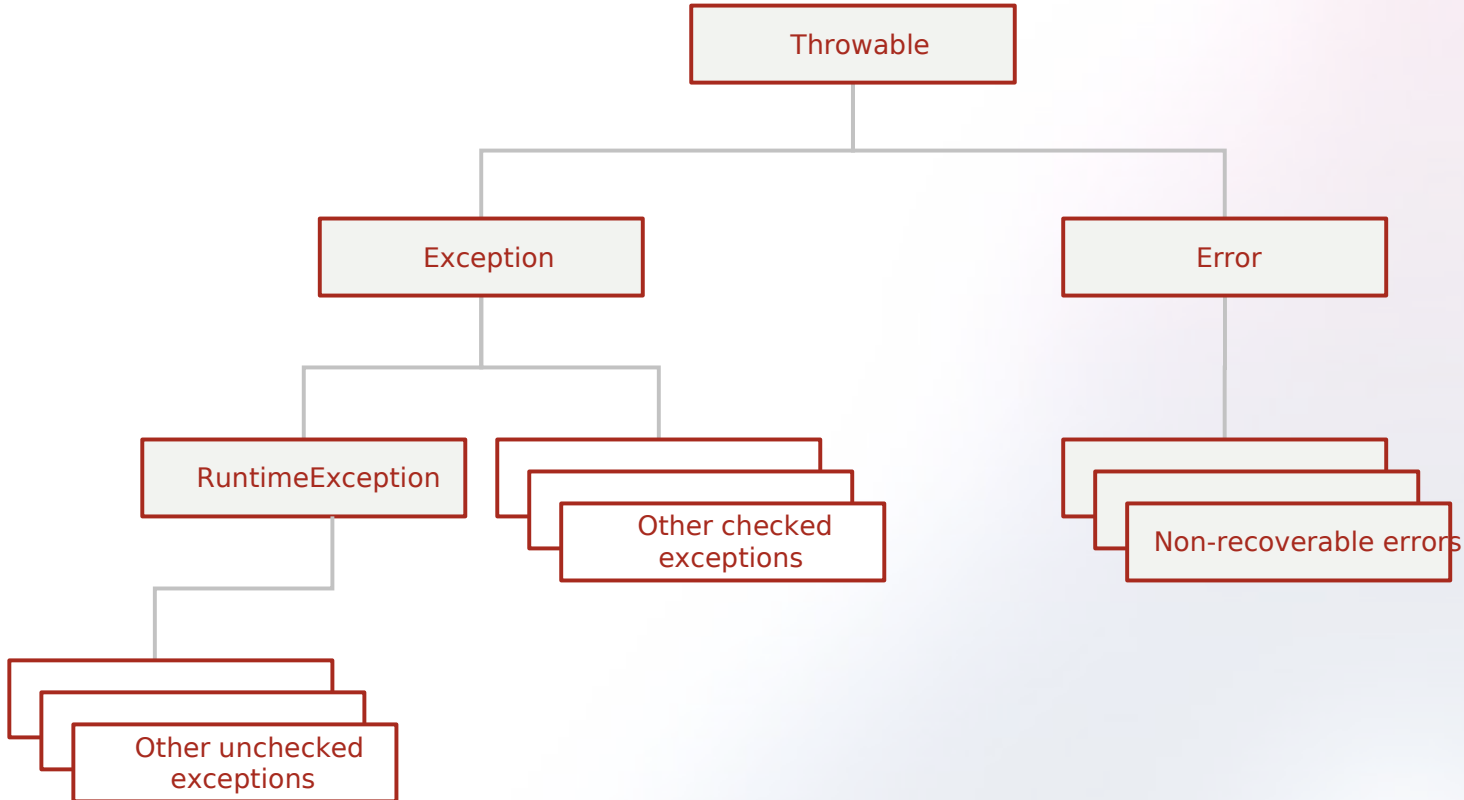 Throwable
Exception
Error
RuntimeException
Other checked
exceptions
Non-recoverable errors
Other unchecked
exceptions